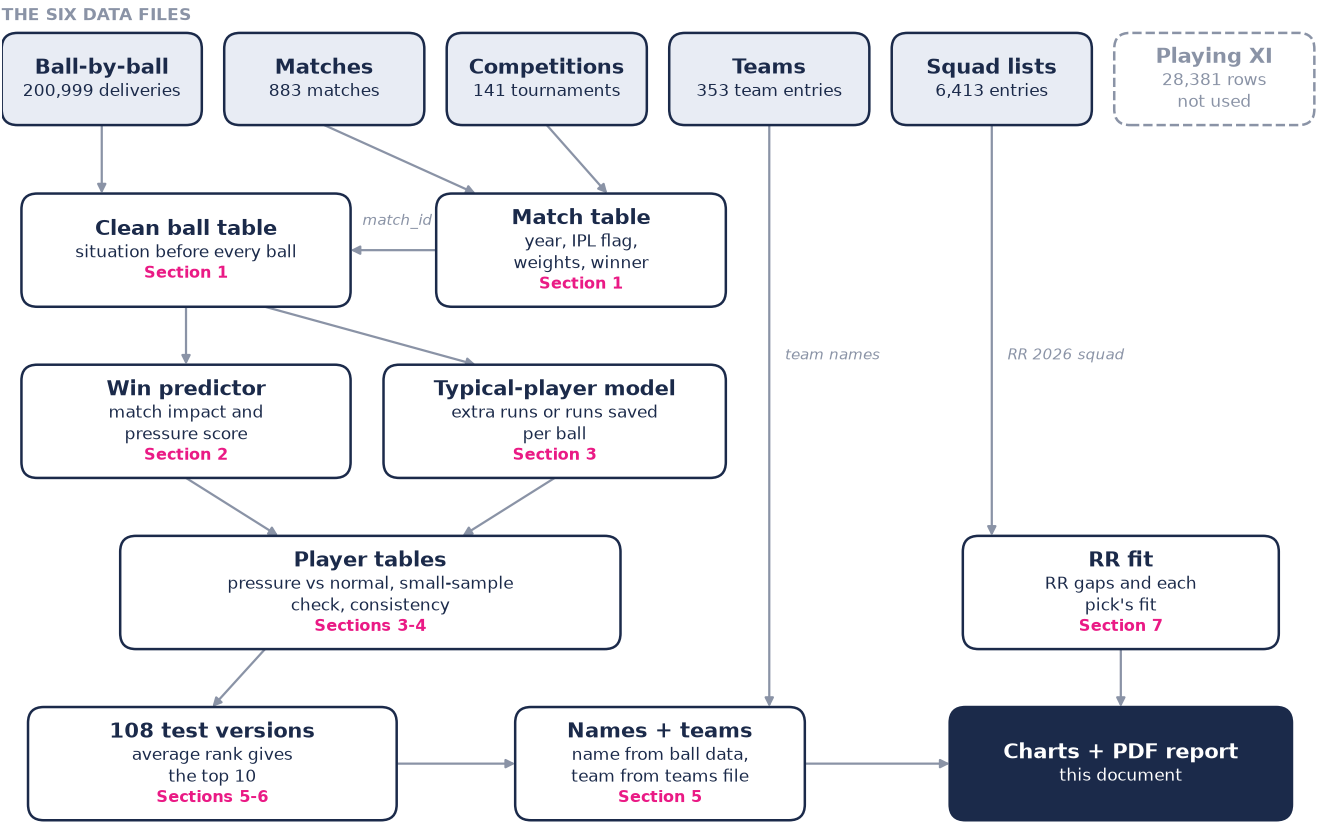 THE SIX DATA FILES
Ball-by-ball
200,999 deliveries
Matches
883 matches
Competitions
141 tournaments
Teams
353 team entries
Squad lists
6,413 entries
Playing XI
28,381 rows
not used
Clean ball table
situation before every ball
Section 1
match_id
Match table
year, IPL flag,
weights, winner
Section 1
team names
RR 2026 squad
Win predictor
match impact and
pressure score
Section 2
Typical-player model
extra runs or runs saved
per ball
Section 3
Player tables
pressure vs normal, small-sample
check, consistency
Sections 3-4
RR fit
RR gaps and each
pick's fit
Section 7
108 test versions
average rank gives
the top 10
Sections 5-6
Names + teams
name from ball data,
team from teams file
Section 5
Charts + PDF report
this document